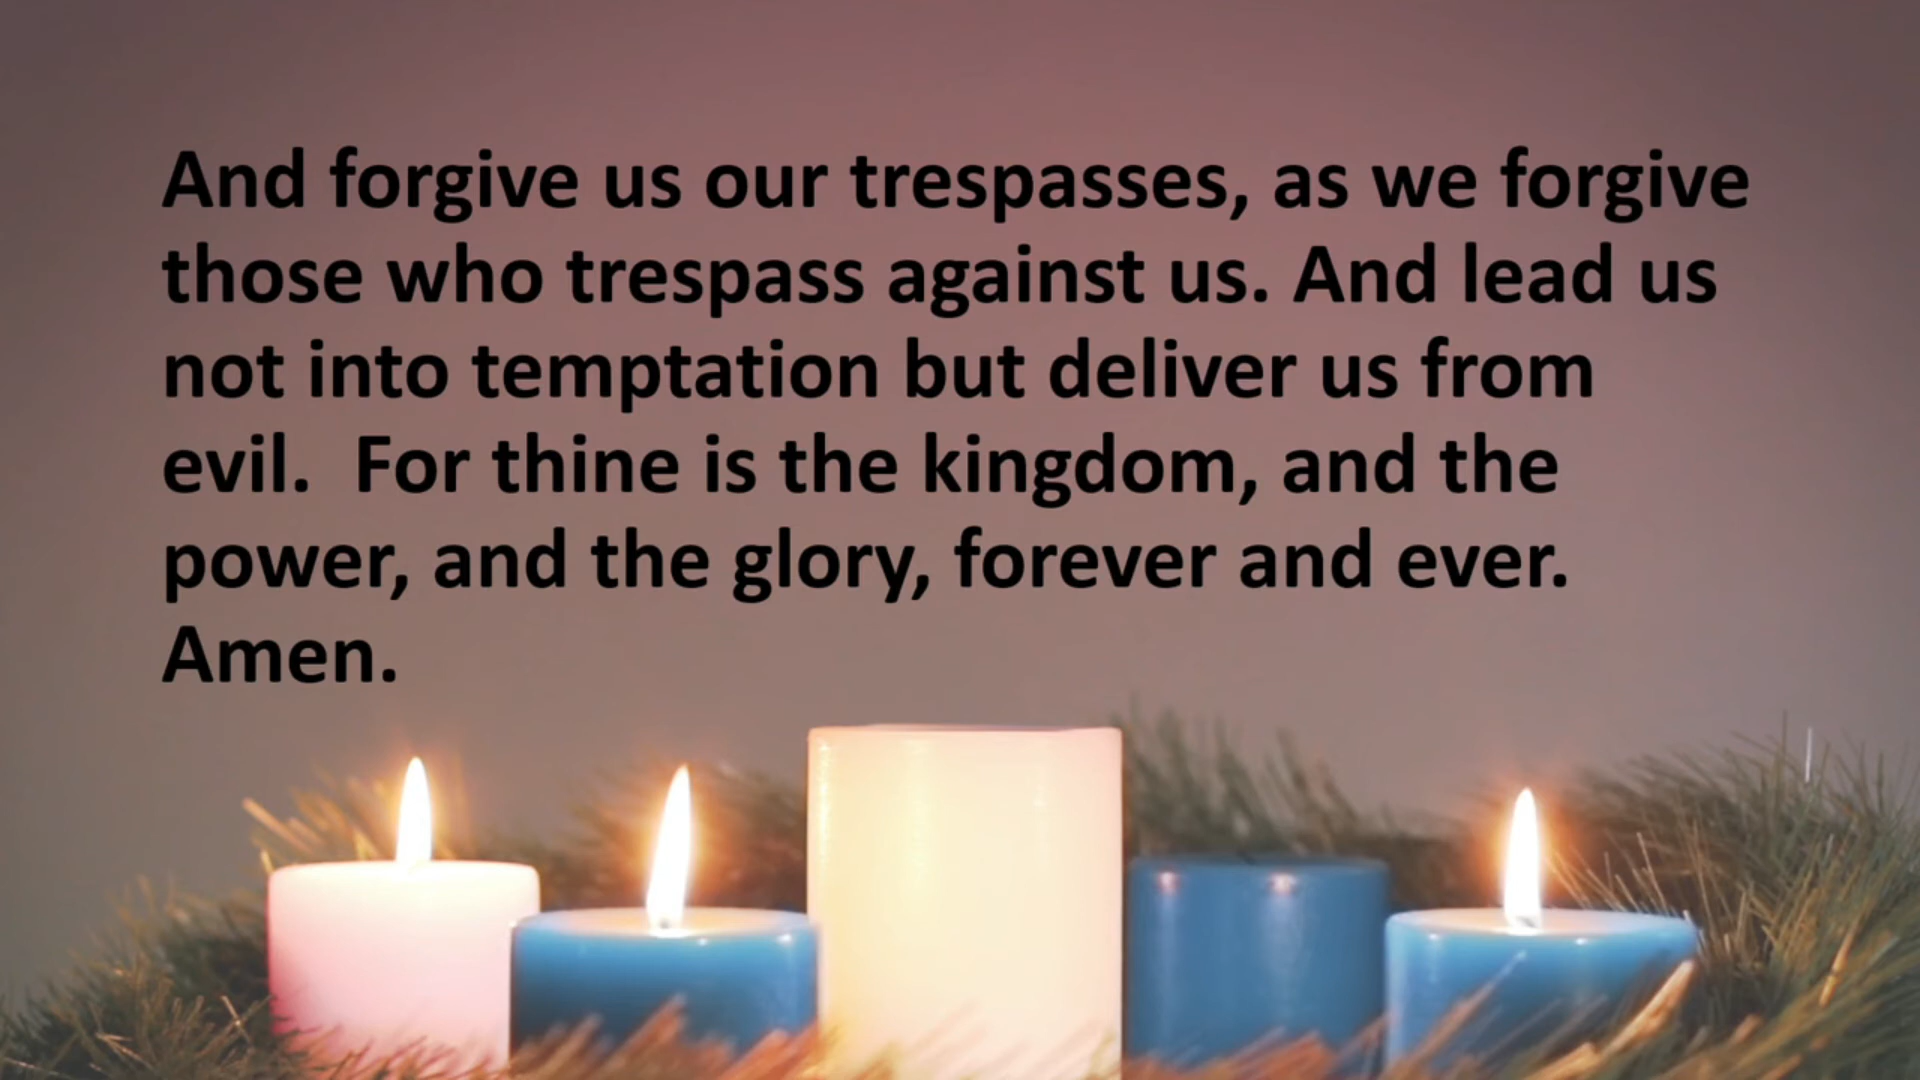 And forgive us our trespasses, as we forgive
those who trespass against us. And lead us
not into temptation but deliver us from
evil.  For thine is the kingdom, and the
power, and the glory, forever and ever.
Amen.